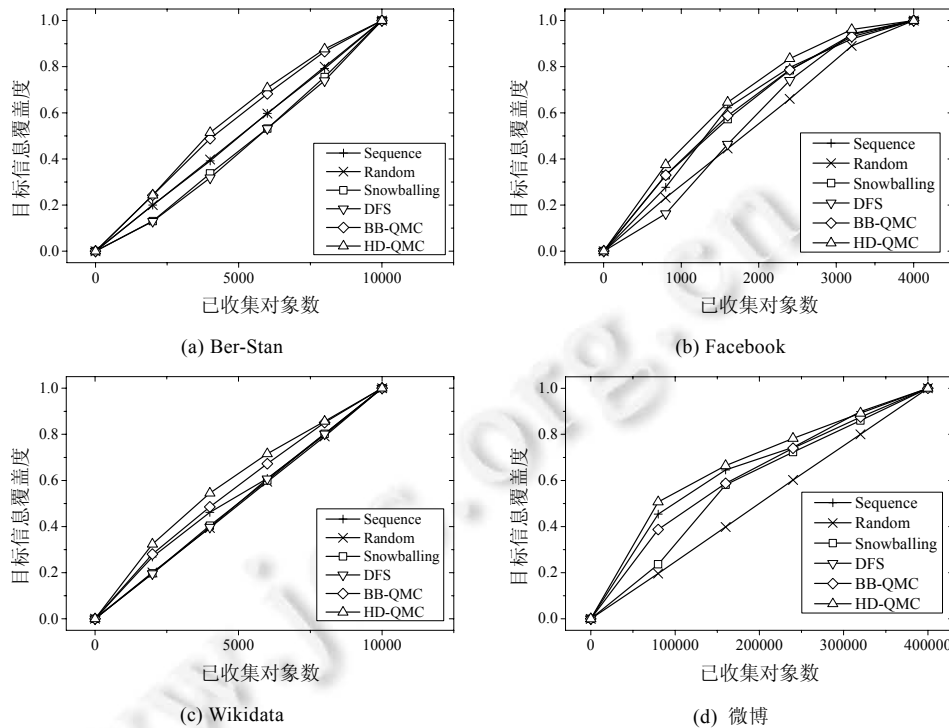 1.0
0.8
0.6
0.4
0.2
0.0
目标信息覆盖度
0
5000
10000
已收集对象数
Sequence
Random
Snowballing
DFS
BB-QMC
HD-QMC
(a) Ber-Stan
1.0
0.8
0.6
0.4
0.2
0.0
目标信息覆盖度
0
1000
2000
3000
4000
已收集对象数
Sequence
Random
Snowballing
DFS
BB-QMC
HD-QMC
(b) Facebook
1.0
0.8
0.6
0.4
0.2
0.0
目标信息覆盖度
0
5000
10000
已收集对象数
Sequence
Random
Snowballing
DFS
BB-QMC
HD-QMC
(c) Wikidata
1.0
0.8
0.6
0.4
0.2
0.0
目标信息覆盖度
0
100000
200000
300000
400000
已收集对象数
Sequence
Random
Snowballing
DFS
BB-QMC
HD-QMC
(d) 微博